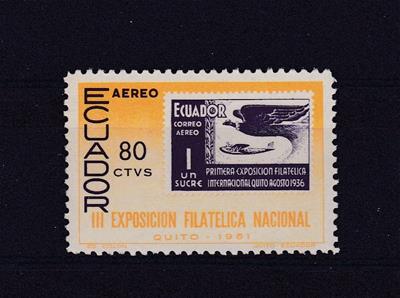 ECUADOR
AEREO
80
CTVS
ECUADOR
CORREO
AEREO
1
UN
SUCRE
PRIMERA EXPOSICION FILATELICA
INTERNACIONAL QUITO AGOSTO 1936
III EXPOSICION FILATELICA NACIONAL
QUITO - 1961